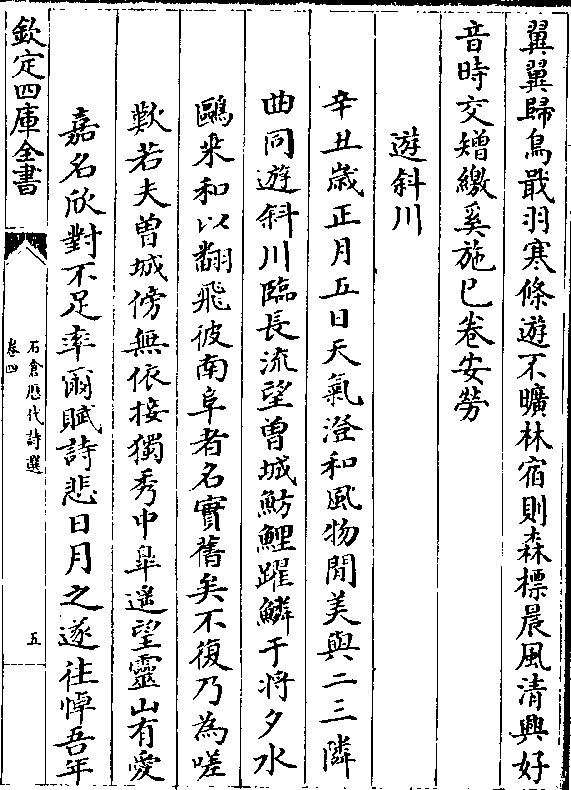 翼翼歸鳥戢羽寒條遊不曠林宿則森標晨風清興好
音時交矰繳奚施已卷安勞
遊斜川
辛丑歲正月五日天氣澄和風物閒美與二三隣
曲同遊斜川臨長流望曾城魴鯉躍鱗于將夕水
鷗来和以翻飛彼南阜者名實舊矣不復乃為嗟
歎若夫曾城傍無依接獨秀中臯遙望靈山有愛
嘉名欣對不足率爾賦詩悲日月之遂往悼吾年
欽定四庫全書
石倉歷代詩選
卷四
五